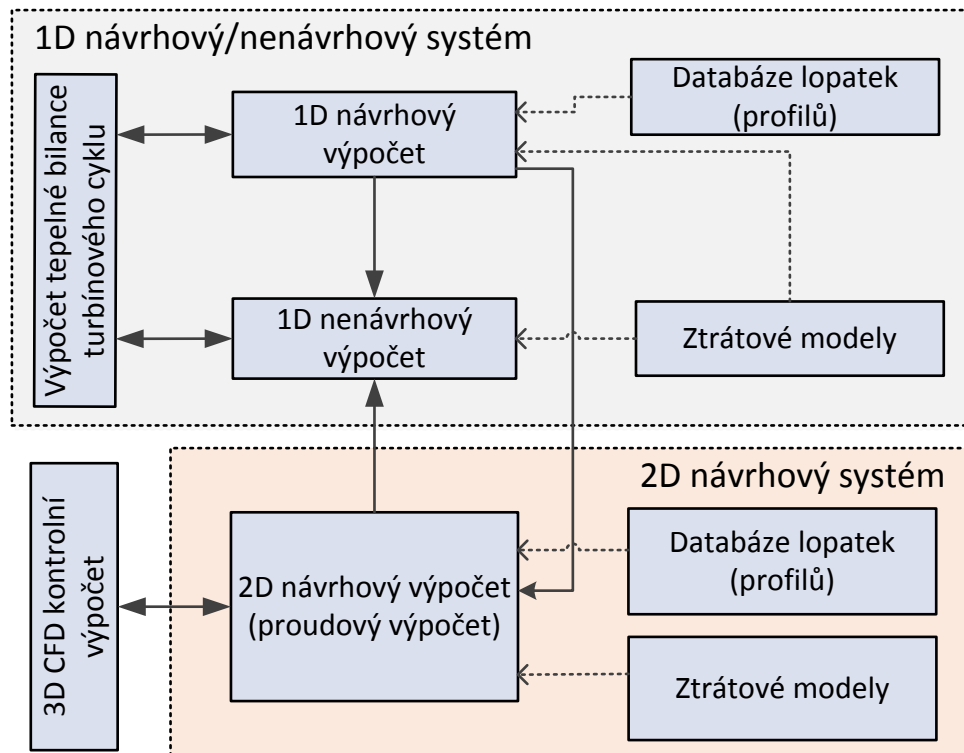 1D návrhový/nenávrhový systém
Výpočet tepelné bilance
turbínového cyklu
1D návrhový
výpočet
Databáze lopatek
(profilů)
1D nenávrhový
výpočet
Ztrátové modely
2D návrhový systém
3D CFD kontrolní
výpočet
2D návrhový výpočet
(proudový výpočet)
Databáze lopatek
(profilů)
Ztrátové modely